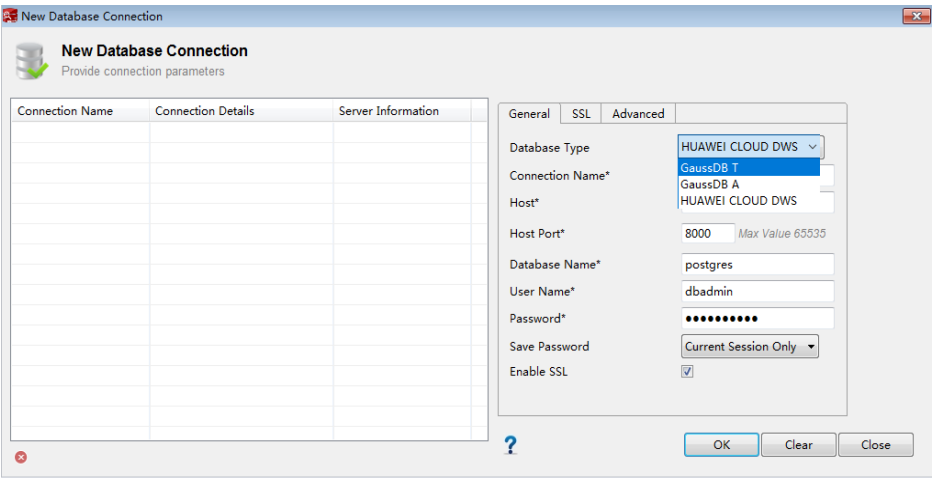 New Database Connection
New Database Connection
Provide connection parameters
Connection Name Connection Details Server Information
General SSL Advanced
Database Type HUAWEI CLOUD DWS
GaussDB T
GaussDB A
HUAWEI CLOUD DWS
Connection Name*
Host*
Host Port* 8000 Max Value 65535
Database Name* postgres
User Name* dbadmin
Password* ●●●●●●●●●●
Save Password Current Session Only
Enable SSL
? OK Clear Close